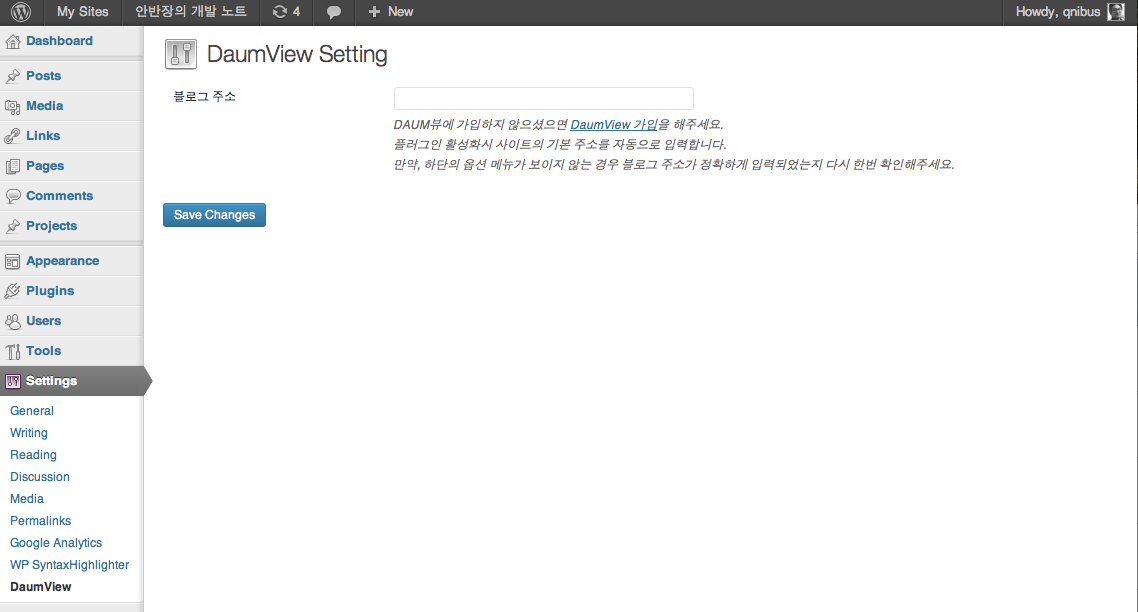 My Sites 안반장의 개발 노트 4 New Howdy, qnibus
Dashboard
Posts
Media
Links
Pages
Comments
Projects
Appearance
Plugins
Users
Tools
Settings
General
Writing
Reading
Discussion
Media
Permalinks
Google Analytics
WP SyntaxHighlighter
DaumView
DaumView Setting
블로그 주소
DAUM뷰에 가입하지 않으셨으면 DaumView 가입을 해주세요.
플러그인 활성화시 사이트의 기본 주소를 자동으로 입력합니다.
만약, 하단의 옵션 메뉴가 보이지 않는 경우 블로그 주소가 정확하게 입력되었는지 다시 한번 확인해주세요.
Save Changes